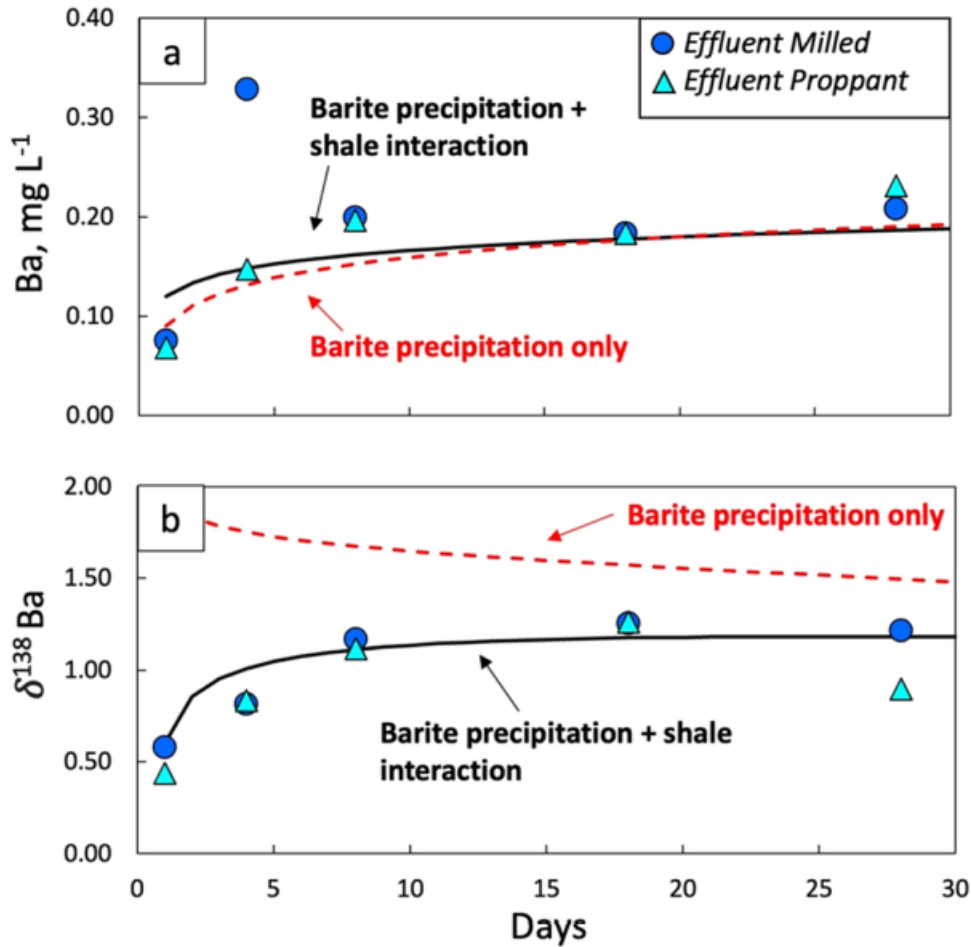 a
Effluent Milled
Effluent Proppant
Barite precipitation +
shale interaction
Barite precipitation only
Ba, mg L⁻¹
0.40
0.30
0.20
0.10
0.00
b
Barite precipitation only
Barite precipitation + shale
interaction
δ¹³⁸ Ba
2.00
1.50
1.00
0.50
0.00
0 5 10 15 20 25 30
Days